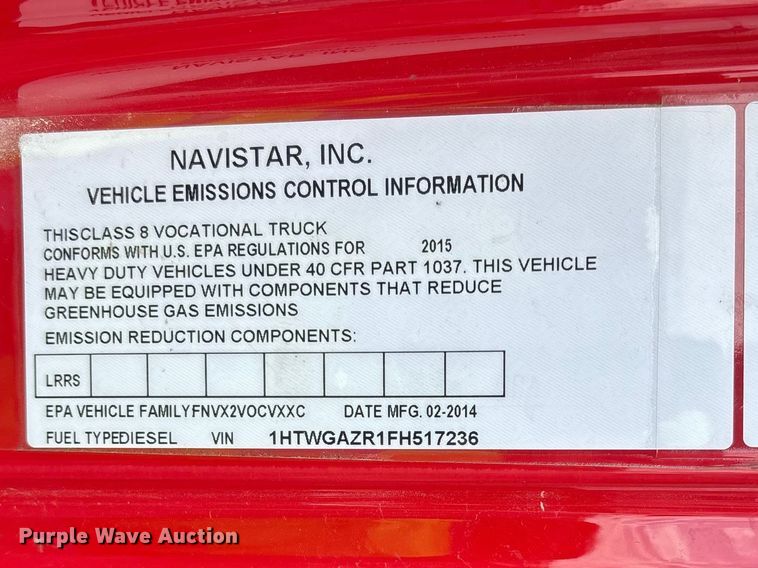 NAVISTAR, INC.
VEHICLE EMISSIONS CONTROL INFORMATION
THISCLASS 8 VOCATIONAL TRUCK
CONFORMS WITH U.S. EPA REGULATIONS FOR 2015
HEAVY DUTY VEHICLES UNDER 40 CFR PART 1037. THIS VEHICLE
MAY BE EQUIPPED WITH COMPONENTS THAT REDUCE
GREENHOUSE GAS EMISSIONS
EMISSION REDUCTION COMPONENTS:
LRRS
EPA VEHICLE FAMILYFNVX2VOCVXXC DATE MFG. 02-2014
FUEL TYPEDIESEL VIN 1HTWGAZR1FH517236
Purple Wave Auction